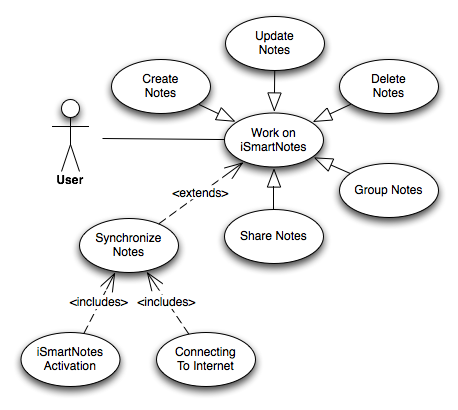 Update
Notes
Create
Notes
Delete
Notes
Work on
iSmartNotes
User
<extends>
Group Notes
Share Notes
Synchronize
Notes
<includes>
<includes>
iSmartNotes
Activation
Connecting
To Internet